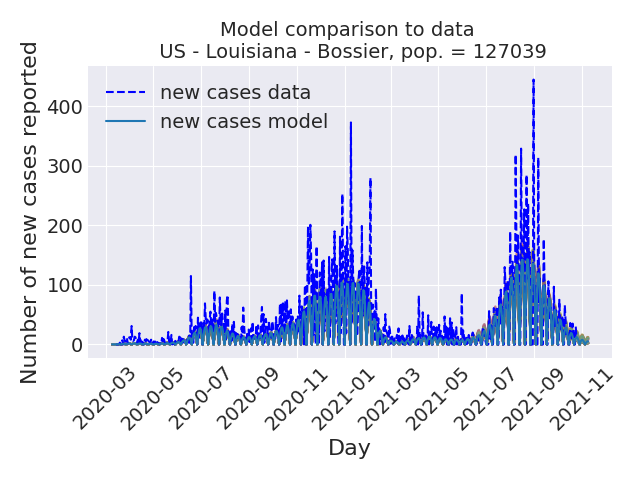 Model comparison to data
US - Louisiana - Bossier, pop. = 127039
Number of new cases reported
new cases data
new cases model
400
300
200
100
0
2020-03
2020-05
2020-07
2020-09
2020-11
2021-01
2021-03
2021-05
2021-07
2021-09
2021-11
Day